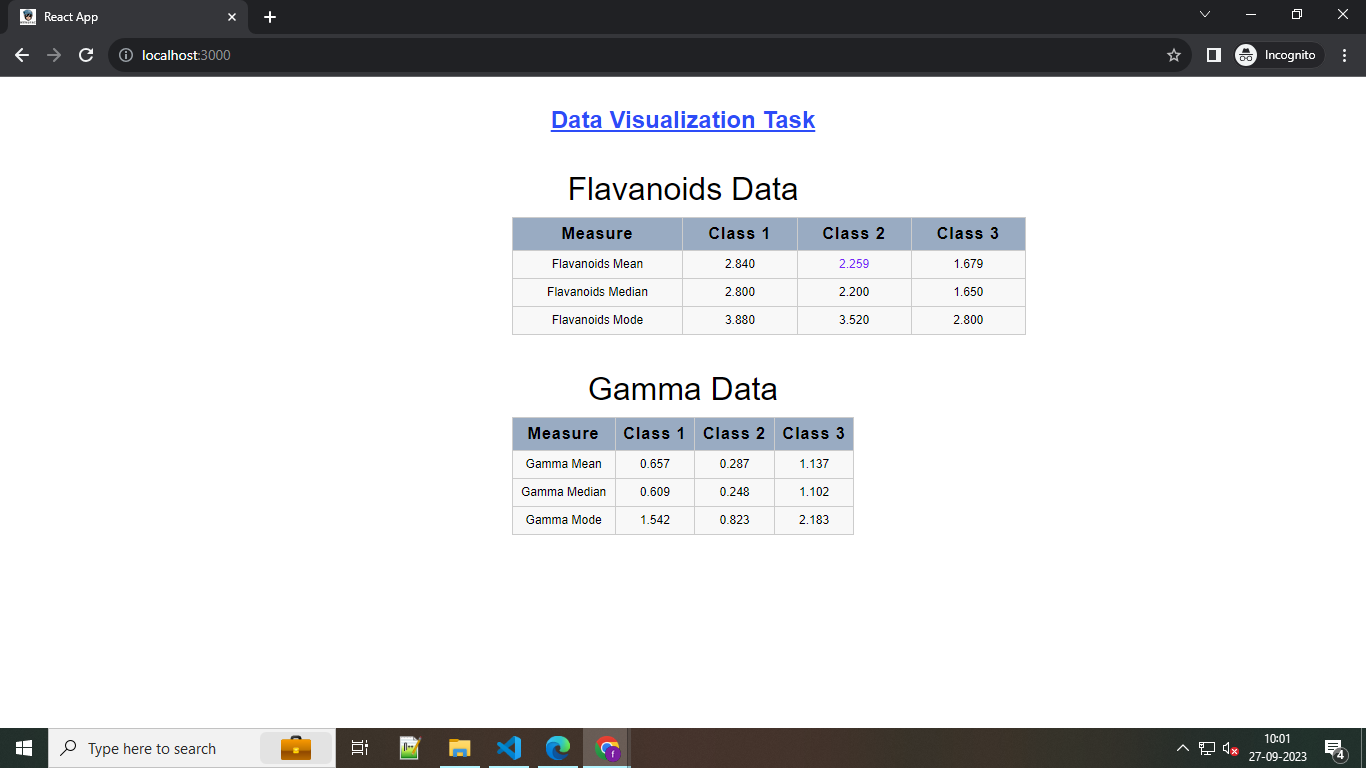 React App
localhost:3000
Incognito
Data Visualization Task
Flavanoids Data
Measure Class 1 Class 2 Class 3
Flavanoids Mean 2.840 2.259 1.679
Flavanoids Median 2.800 2.200 1.650
Flavanoids Mode 3.880 3.520 2.800
Gamma Data
Measure Class 1 Class 2 Class 3
Gamma Mean 0.657 0.287 1.137
Gamma Median 0.609 0.248 1.102
Gamma Mode 1.542 0.823 2.183
Type here to search
f
10:01
27-09-2023
4